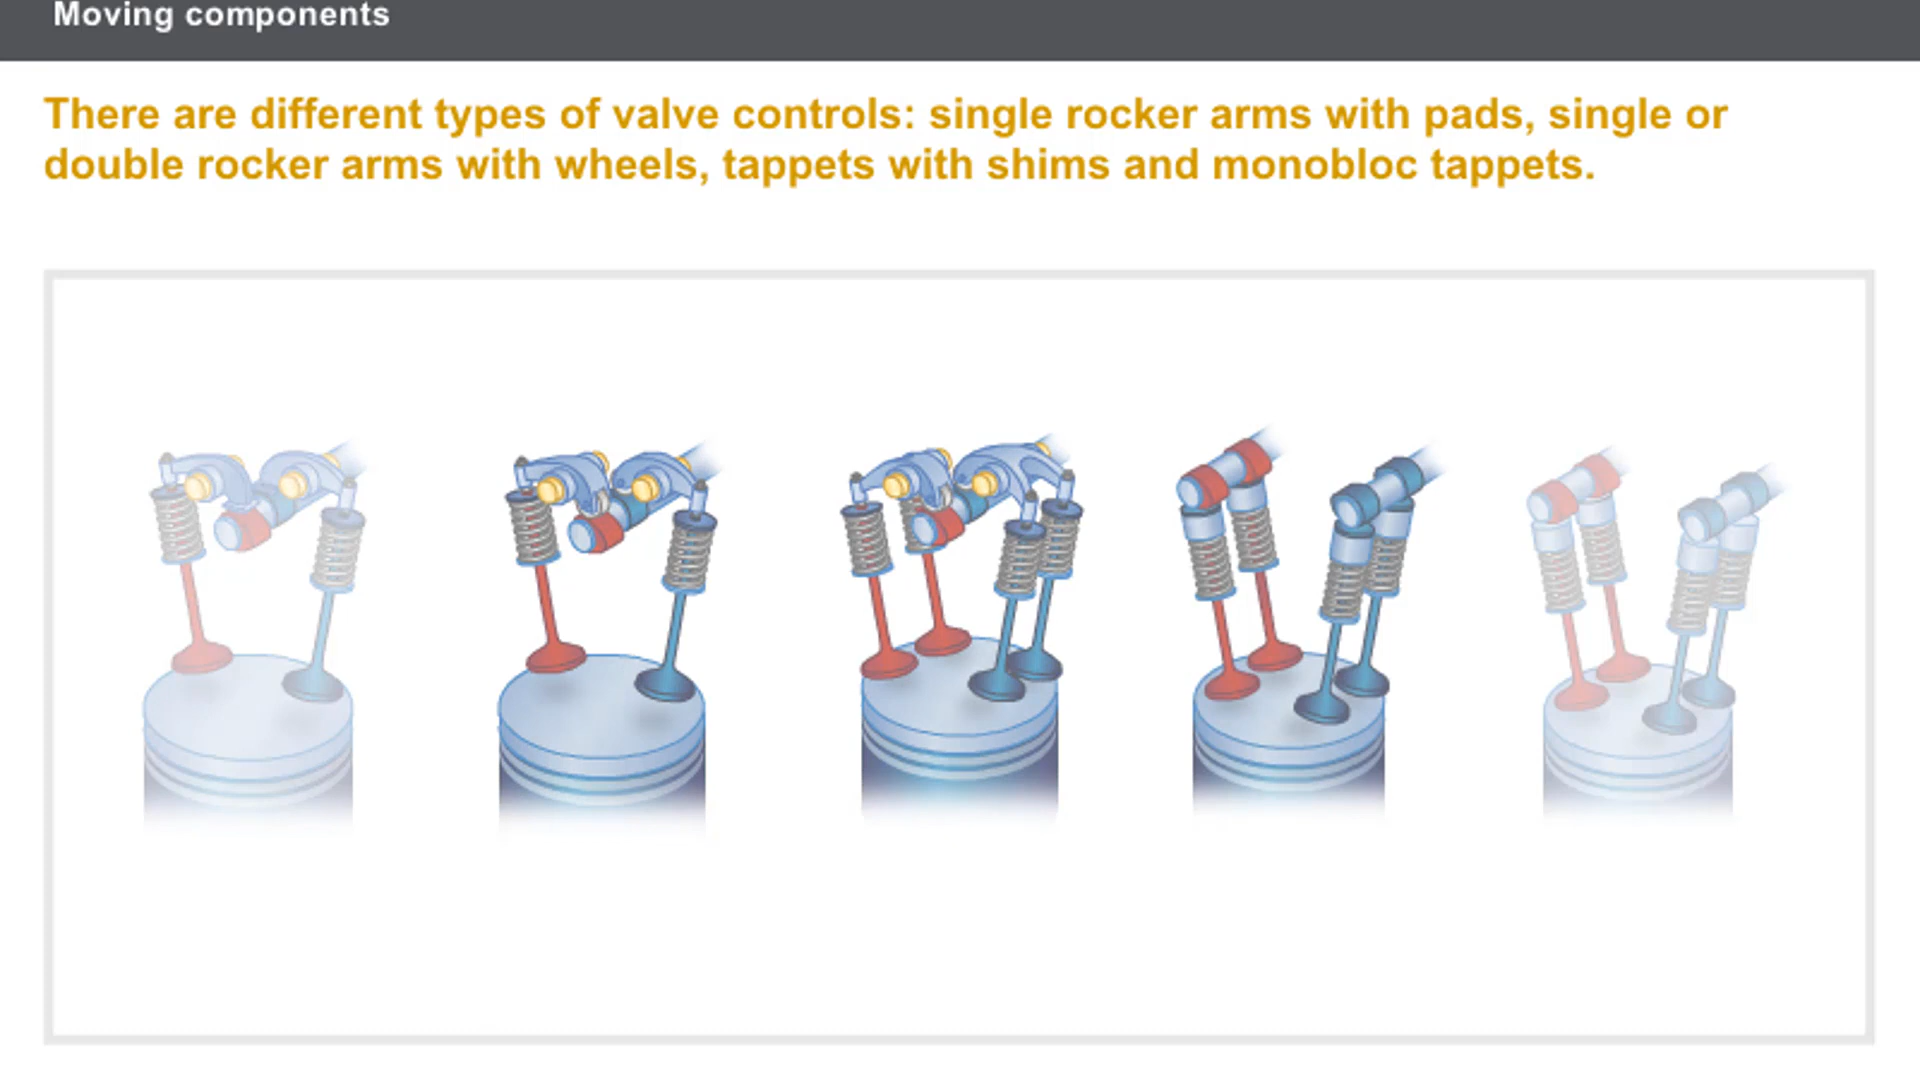 Moving components
There are different types of valve controls: single rocker arms with pads, single or
double rocker arms with wheels, tappets with shims and monobloc tappets.